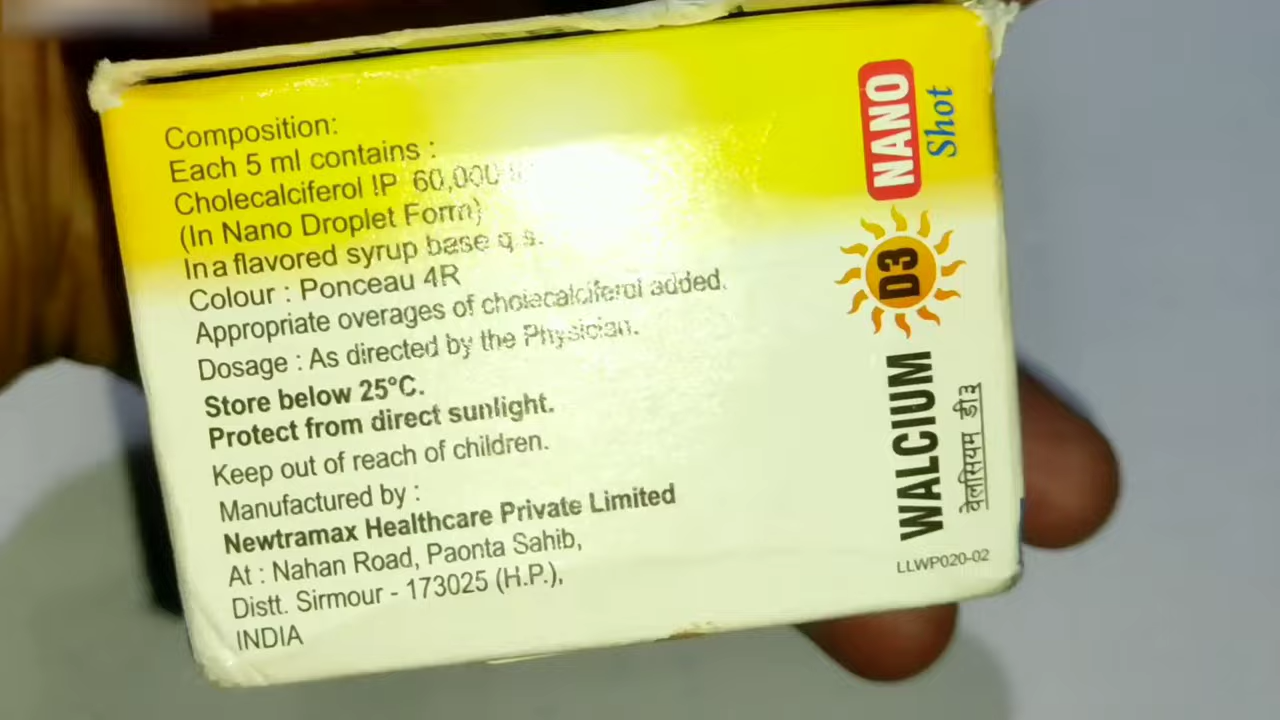 Composition:
Each 5 ml contains :
Cholecalciferol IP 60,000
(In Nano Droplet Form)
In a flavored syrup base q.s.
Colour : Ponceau 4R
Appropriate overages of cholecalciferol added.
Dosage : As directed by the Physician.
Store below 25°C.
Protect from direct sunlight.
Keep out of reach of children.
Manufactured by :
Newtramax Healthcare Private Limited
At : Nahan Road, Paonta Sahib,
Distt. Sirmour - 173025 (H.P.),
INDIA
WALCIUM D3 NANO
Shot
वेलसियम डी३
LLWP020-02